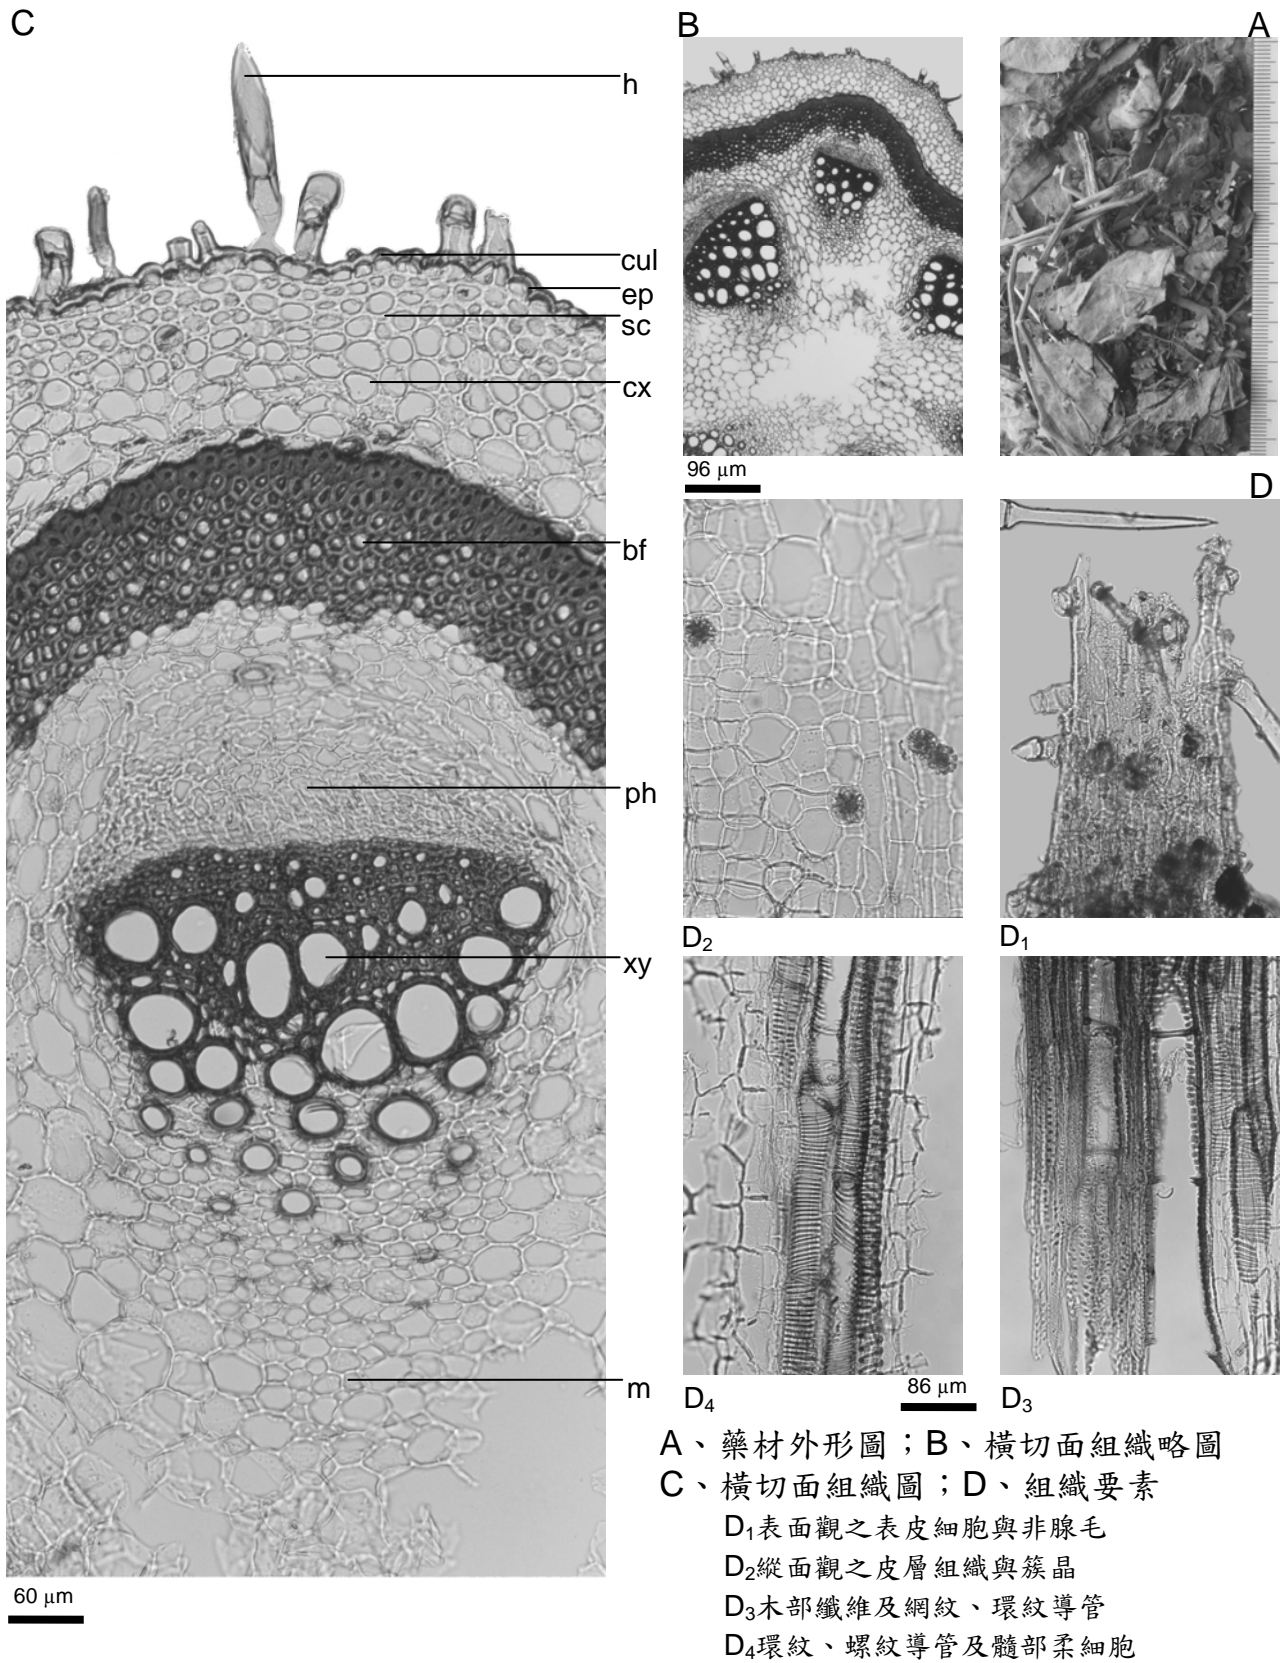 C
B
A
h
cul
ep
sc
cx
96 μm
D
bf
ph
D2
D1
xy
m
86 μm
D4
D3
A、藥材外形圖；B、橫切面組織略圖
C、橫切面組織圖；D、組織要素
D1表面觀之表皮細胞與非腺毛
D2縱面觀之皮層組織與簇晶
D3木部纖維及網紋、環紋導管
D4環紋、螺紋導管及髓部柔細胞
60 μm